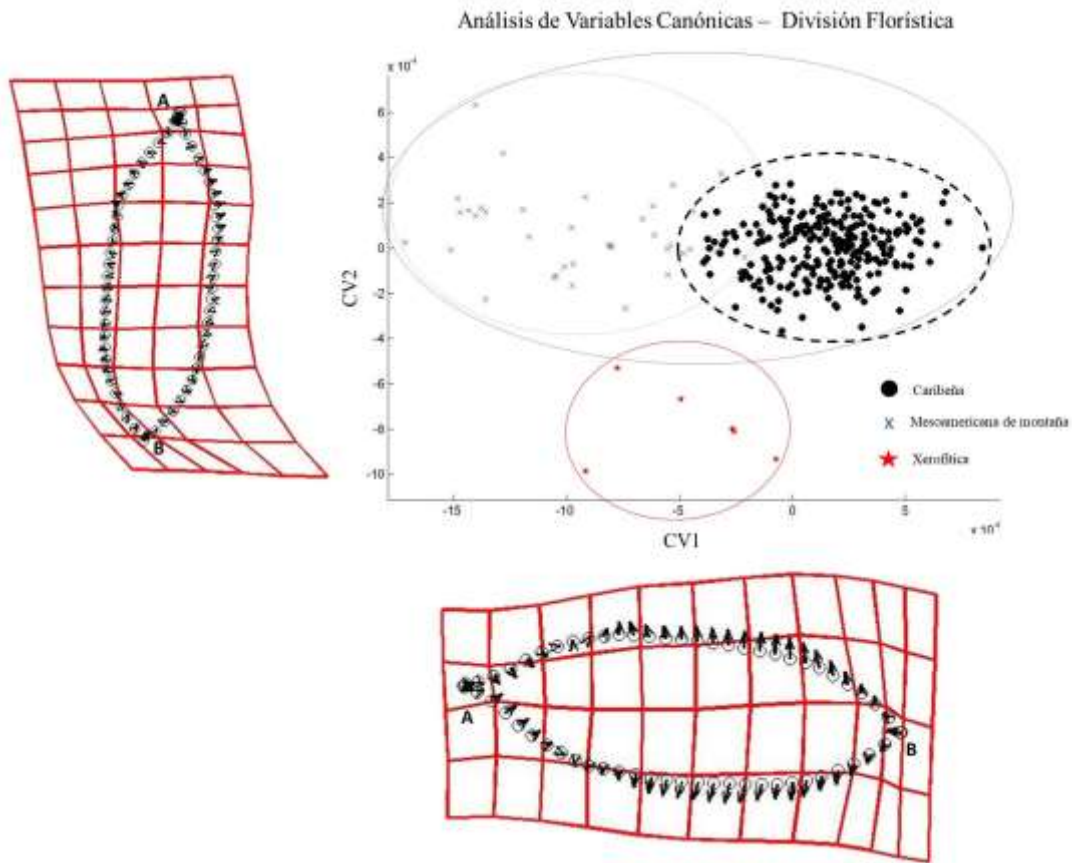 Análisis de Variables Canónicas – División Florística
x 10⁻⁴
6
4
2
0
-2
-4
-6
-8
-10
CV2
-15
-10
-5
0
5
x 10⁻⁴
CV1
Caribeña
Mesoamericana de montaña
Xerofítica
A
B
A
B